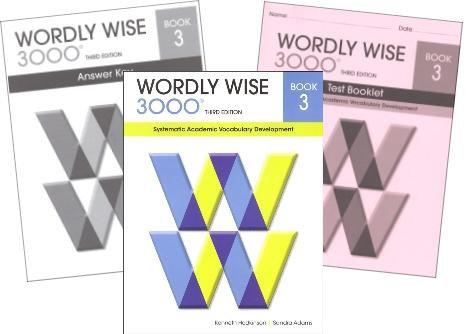 WORDLY WISE
3000® THIRD EDITION
BOOK
3
Answer Key
WORDLY WISE
3000® THIRD EDITION
BOOK
3
Systematic Academic Vocabulary Development
Kenneth Hodkinson | Sandra Adams
Name: Date:
WORDLY WISE
3000® THIRD EDITION
BOOK
3
Test Booklet
Academic Vocabulary Development